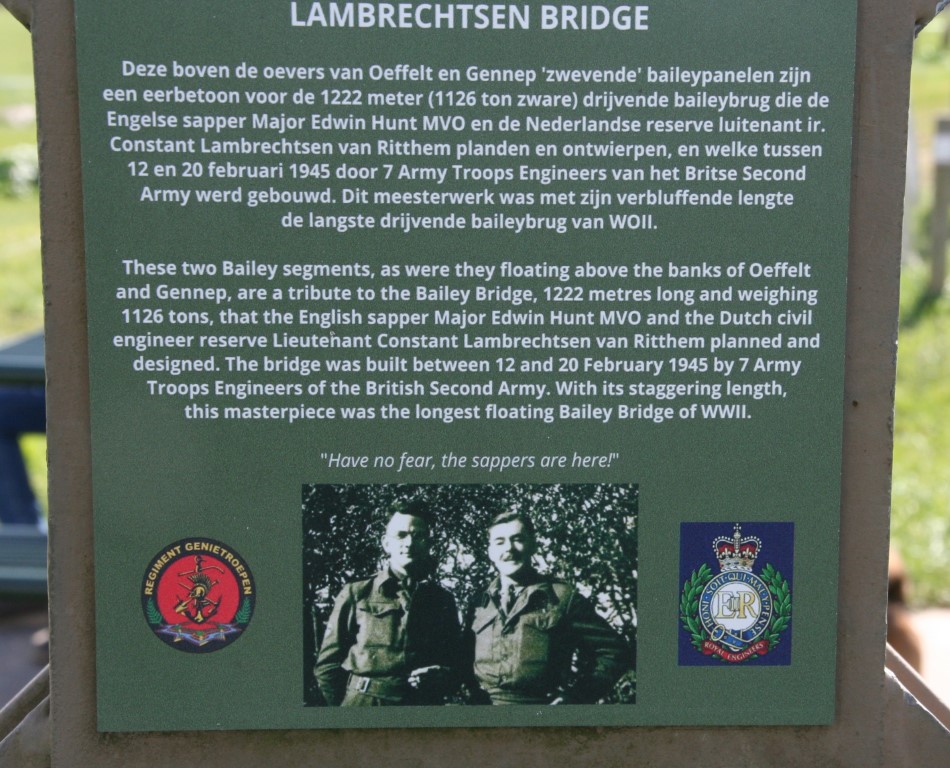 LAMBRECHTSEN BRIDGE
Deze boven de oevers van Oeffelt en Gennep 'zwevende' baileypanelen zijn
een eerbetoon voor de 1222 meter (1126 ton zware) drijvende baileybrug die de
Engelse sapper Major Edwin Hunt MVO en de Nederlandse reserve luitenant ir.
Constant Lambrechtsen van Ritthem planden en ontwierpen, en welke tussen
12 en 20 februari 1945 door 7 Army Troops Engineers van het Britse Second
Army werd gebouwd. Dit meesterwerk was met zijn verbluffende lengte
de langste drijvende baileybrug van WOII.
These two Bailey segments, as were they floating above the banks of Oeffelt
and Gennep, are a tribute to the Bailey Bridge, 1222 metres long and weighing
1126 tons, that the English sapper Major Edwin Hunt MVO and the Dutch civil
engineer reserve Lieutenant Constant Lambrechtsen van Ritthem planned and
designed. The bridge was built between 12 and 20 February 1945 by 7 Army
Troops Engineers of the British Second Army. With its staggering length,
this masterpiece was the longest floating Bailey Bridge of WWII.
"Have no fear, the sappers are here!"
REGIMENT GENIETROEPEN
HONI·SOIT·QUI·MAL·Y·PENSE
ER
ROYAL ENGINEERS